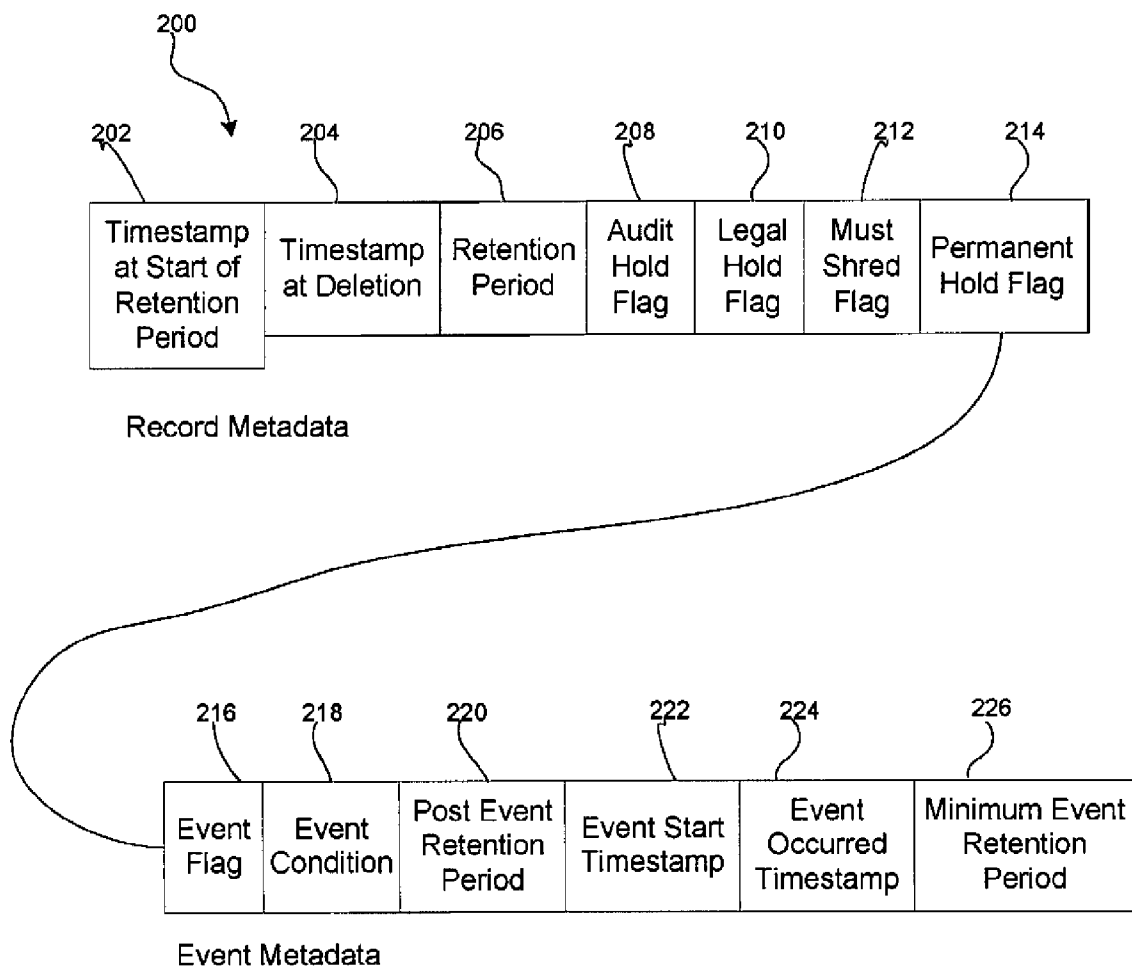 200
202
204
206
208
210
212
214
Timestamp
at Start of
Retention
Period
Timestamp
at Deletion
Retention
Period
Audit
Hold
Flag
Legal
Hold
Flag
Must
Shred
Flag
Permanent
Hold Flag
Record Metadata
216
218
220
222
224
226
Event
Flag
Event
Condition
Post Event
Retention
Period
Event Start
Timestamp
Event
Occurred
Timestamp
Minimum Event
Retention
Period
Event Metadata